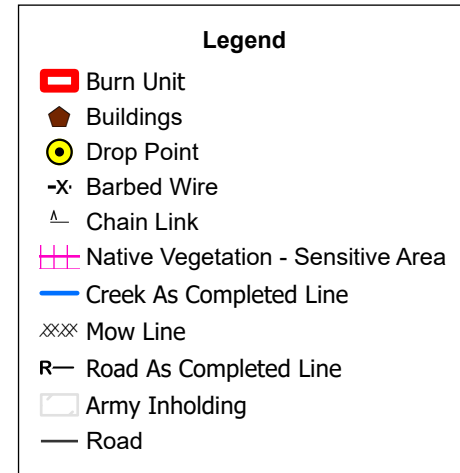 Legend
Burn Unit
Buildings
Drop Point
-X- Barbed Wire
Chain Link
Native Vegetation - Sensitive Area
Creek As Completed Line
Mow Line
R— Road As Completed Line
Army Inholding
Road